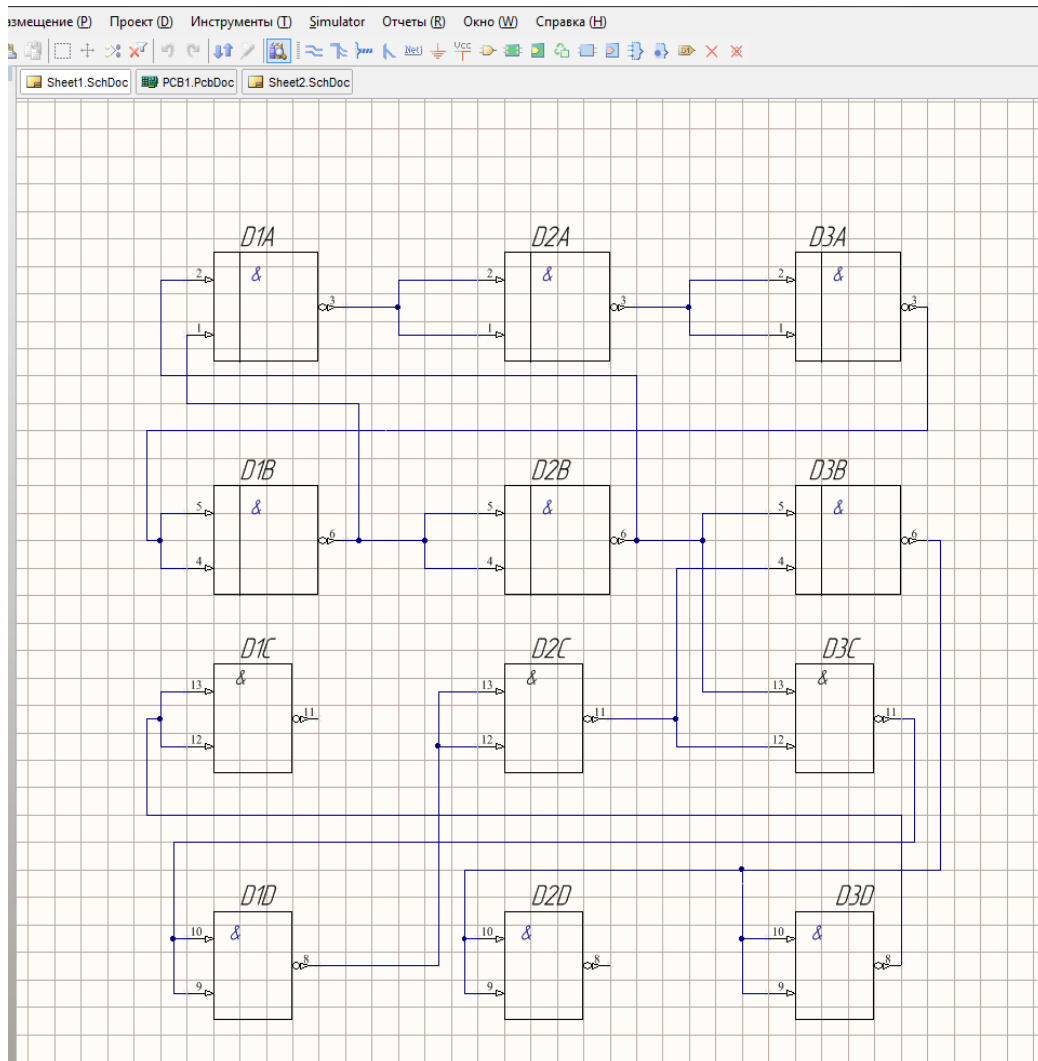 азмещение (P) Проект (D) Инструменты (T) Simulator Отчеты (R) Окно (W) Справка (H)
Net1 Vcc D1
Sheet1.SchDoc PCB1.PcbDoc Sheet2.SchDoc
D1A D2A D3A
2 & 2 & 2 &
3 3 3
1 1 1
D1B D2B D3B
5 & 5 & 5 &
6 6 6
4 4 4
D1C D2C D3C
& & &
13 13 13
11 11 11
12 12 12
D1D D2D D3D
10 & 10 & 10 &
8 8 8
9 9 9